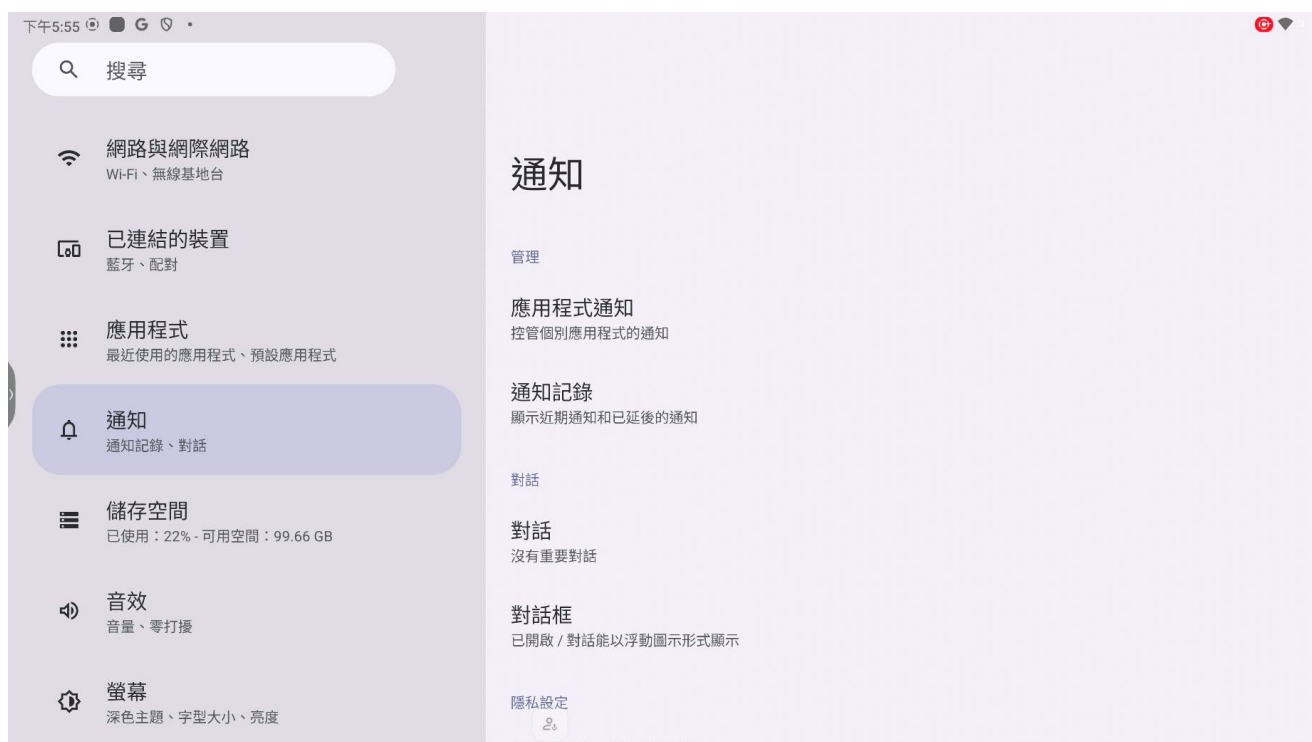 下午5:55
搜尋
網路與網際網路
Wi-Fi、無線基地台
已連結的裝置
藍牙、配對
應用程式
最近使用的應用程式、預設應用程式
通知
通知記錄、對話
儲存空間
已使用：22% - 可用空間：99.66 GB
音效
音量、零打擾
螢幕
深色主題、字型大小、亮度
通知
管理
應用程式通知
控管個別應用程式的通知
通知記錄
顯示近期通知和已延後的通知
對話
對話
沒有重要對話
對話框
已開啟 / 對話能以浮動圖示形式顯示
隱私設定